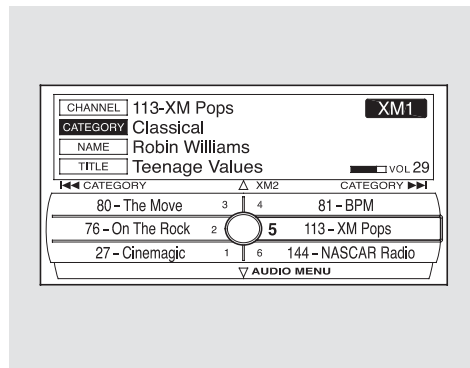 CHANNEL 113-XM Pops XM1
CATEGORY Classical
NAME Robin Williams
TITLE Teenage Values VOL 29
⏮ CATEGORY △ XM2 CATEGORY ⏭
80 – The Move 3 4 81 – BPM
76 – On The Rock 2 5 113 – XM Pops
27 – Cinemagic 1 6 144 – NASCAR Radio
▽ AUDIO MENU